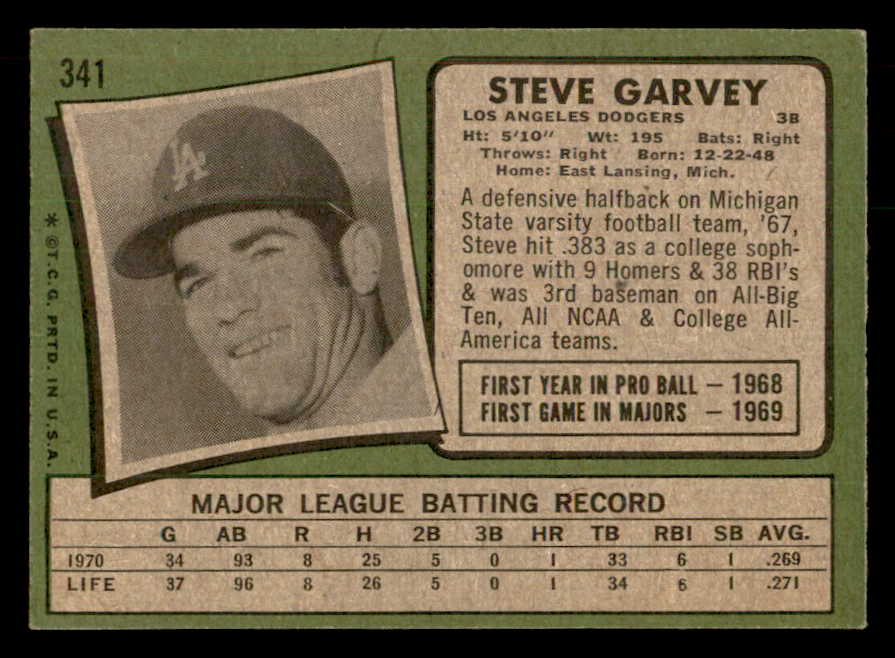 341
LA
STEVE GARVEY
LOS ANGELES DODGERS 3B
Ht: 5'10" Wt: 195 Bats: Right
Throws: Right Born: 12-22-48
Home: East Lansing, Mich.
A defensive halfback on Michigan
State varsity football team, '67,
Steve hit .383 as a college soph-
omore with 9 Homers & 38 RBI's
& was 3rd baseman on All-Big
Ten, All NCAA & College All-
America teams.
FIRST YEAR IN PRO BALL — 1968
FIRST GAME IN MAJORS — 1969
* ©T.C.G. PRTD. IN U.S.A.
MAJOR LEAGUE BATTING RECORD
G AB R H 2B 3B HR TB RBI SB AVG.
1970 34 93 8 25 5 0 1 33 6 1 .269
LIFE 37 96 8 26 5 0 1 34 6 1 .271